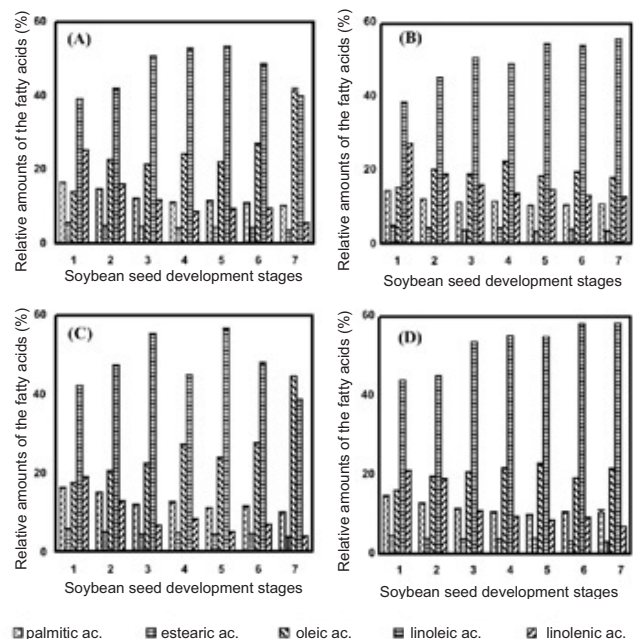 Relative amounts of the fatty acids (%)
60
40
20
0
(A)
1 2 3 4 5 6 7
Soybean seed development stages
Relative amounts of the fatty acids (%)
60
40
20
0
(B)
1 2 3 4 5 6 7
Soybean seed development stages
Relative amounts of the fatty acids (%)
60
40
20
0
(C)
1 2 3 4 5 6 7
Soybean seed development stages
Relative amounts of the fatty acids (%)
60
40
20
0
(D)
1 2 3 4 5 6 7
Soybean seed development stages
palmitic ac. estearic ac. oleic ac. linoleic ac. linolenic ac.